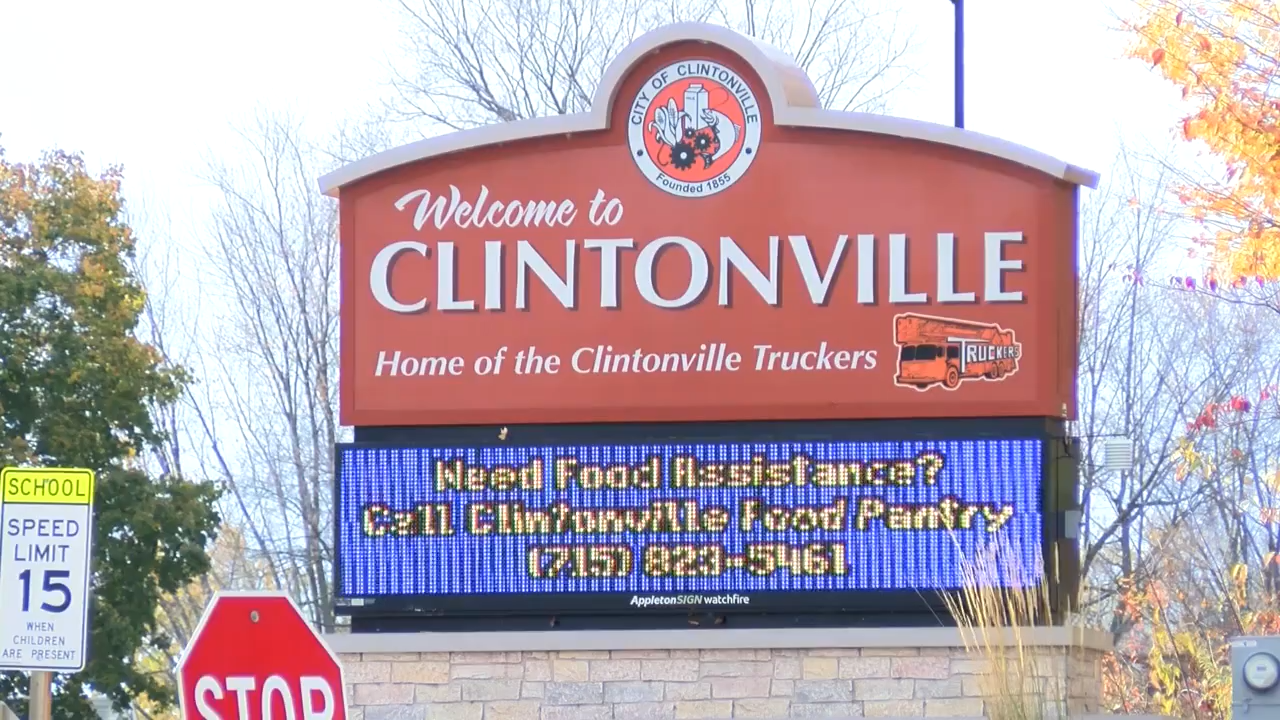 CITY OF CLINTONVILLE
Founded 1855
Welcome to
CLINTONVILLE
Home of the Clintonville Truckers
TRUCKERS
Need Food Assistance?
Call Clintonville Food Pantry
(715) 823-5461
AppletonSIGN watchfire
SCHOOL
SPEED
LIMIT
15
WHEN
CHILDREN
ARE PRESENT
STOP